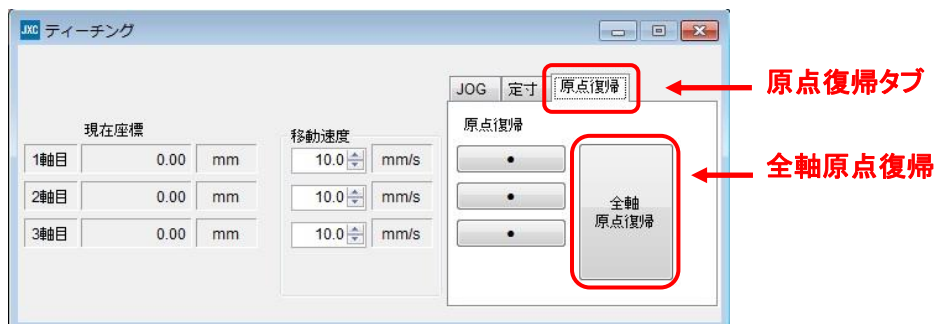 JXC ティーチング
JOG 定寸 原点復帰
原点復帰タブ
現在座標
移動速度
原点復帰
1軸目 0.00 mm 10.0 mm/s ●
2軸目 0.00 mm 10.0 mm/s ●
3軸目 0.00 mm 10.0 mm/s ●
全軸
原点復帰
全軸原点復帰